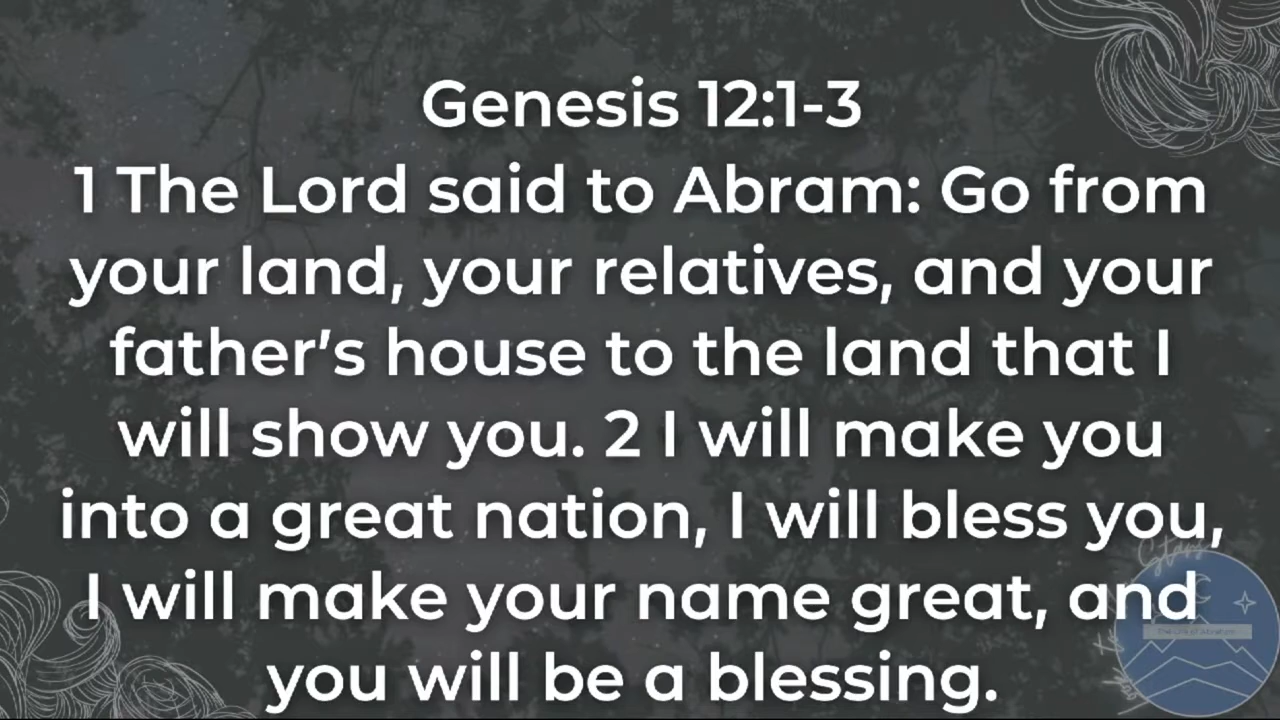 Genesis 12:1-3
1 The Lord said to Abram: Go from
your land, your relatives, and your
father's house to the land that I
will show you. 2 I will make you
into a great nation, I will bless you,
I will make your name great, and
you will be a blessing.